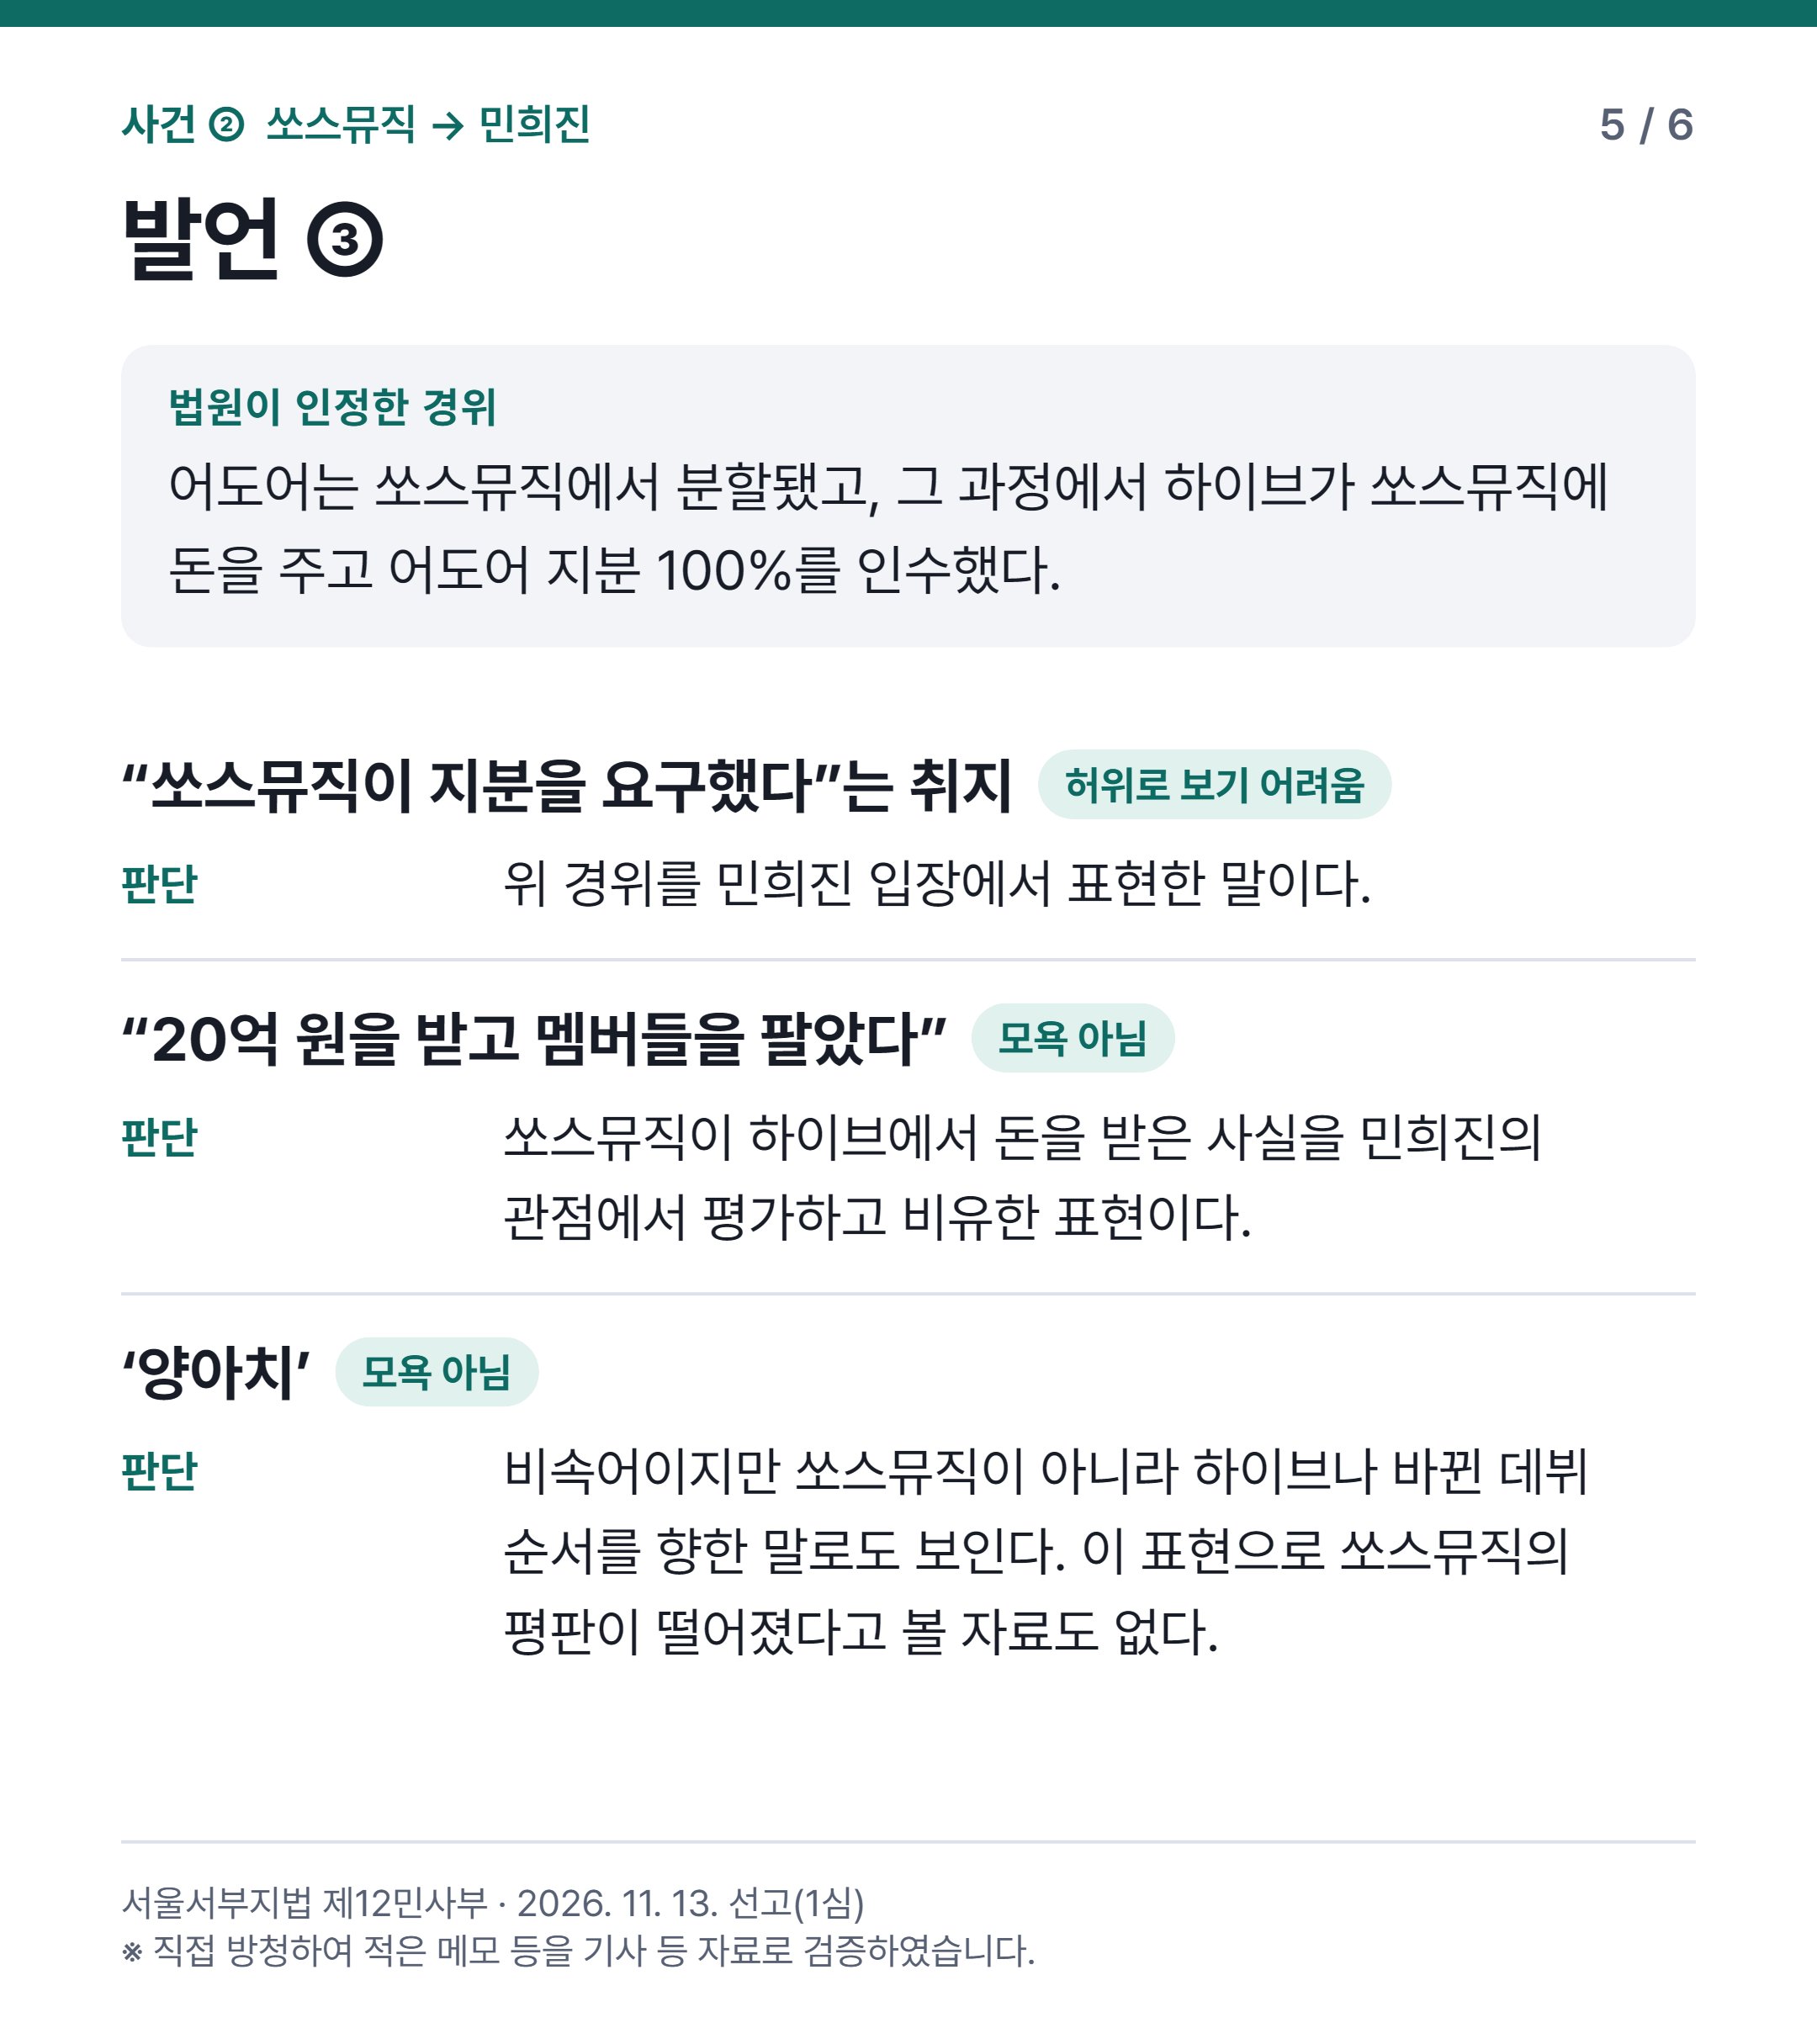 사건 ② 쏘스뮤직 → 민희진
5 / 6
발언 ③
법원이 인정한 경위
어도어는 쏘스뮤직에서 분할됐고, 그 과정에서 하이브가 쏘스뮤직에
돈을 주고 어도어 지분 100%를 인수했다.
“쏘스뮤직이 지분을 요구했다”는 취지
허위로 보기 어려움
판단
위 경위를 민희진 입장에서 표현한 말이다.
“20억 원을 받고 멤버들을 팔았다”
모욕 아님
판단
쏘스뮤직이 하이브에서 돈을 받은 사실을 민희진의
관점에서 평가하고 비유한 표현이다.
‘양아치’
모욕 아님
판단
비속어이지만 쏘스뮤직이 아니라 하이브나 바뀐 데뷔
순서를 향한 말로도 보인다. 이 표현으로 쏘스뮤직의
평판이 떨어졌다고 볼 자료도 없다.
서울서부지법 제12민사부 · 2026. 11. 13. 선고(1심)
※ 직접 방청하여 적은 메모 등을 기사 등 자료로 검증하였습니다.